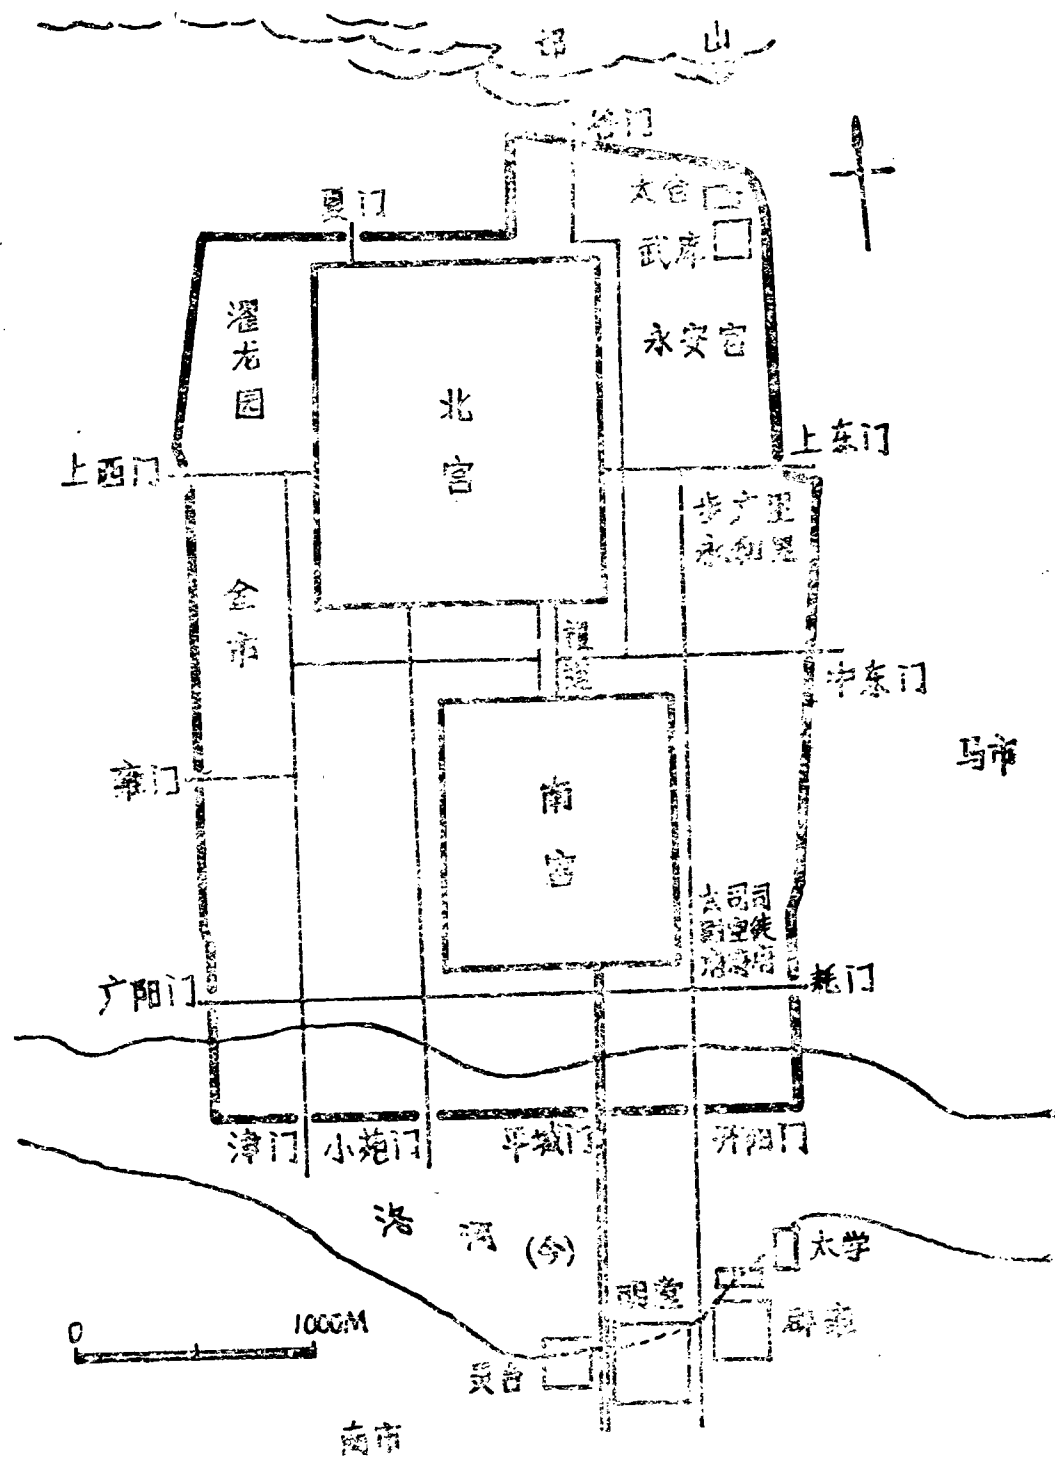 邙山
谷门
夏门
太仓
武库
濯龙园
永安宫
北宫
上东门
上西门
步广里
永和里
金市
复道
中东门
马市
雍门
南宫
太司司
尉空徒
府府府
广阳门
耗门
津门
小苑门
平城门
开阳门
洛河(今)
太学
明堂
辟雍
0
1000M
灵台
南市